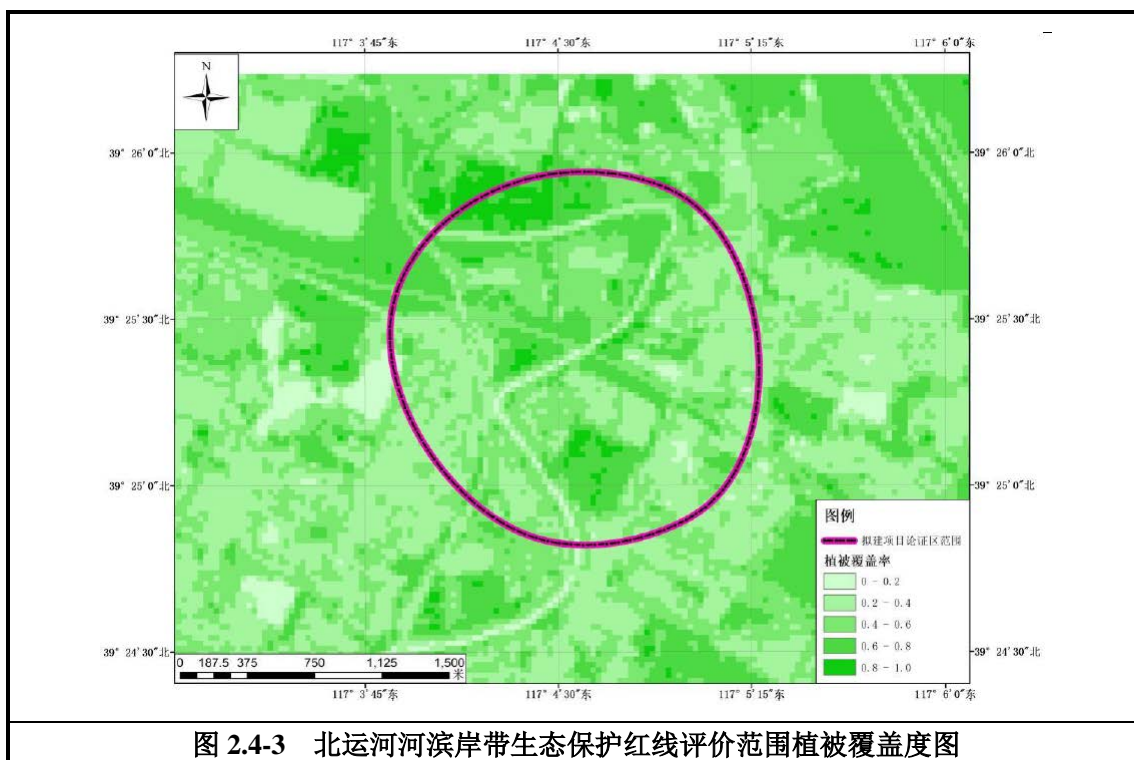 117° 3'45"东 117° 4'30"东 117° 5'15"东 117° 6'0"东
N
39° 26'0"北 39° 26'0"北
39° 25'30"北 39° 25'30"北
39° 25'0"北 39° 25'0"北
39° 24'30"北 39° 24'30"北
图例
拟建项目论证区范围
植被覆盖率
0 - 0.2
0.2 - 0.4
0.4 - 0.6
0.6 - 0.8
0.8 - 1.0
0 187.5 375 750 1,125 1,500
米
117° 3'45"东 117° 4'30"东 117° 5'15"东 117° 6'0"东
图 2.4-3 北运河河滨岸带生态保护红线评价范围植被覆盖度图